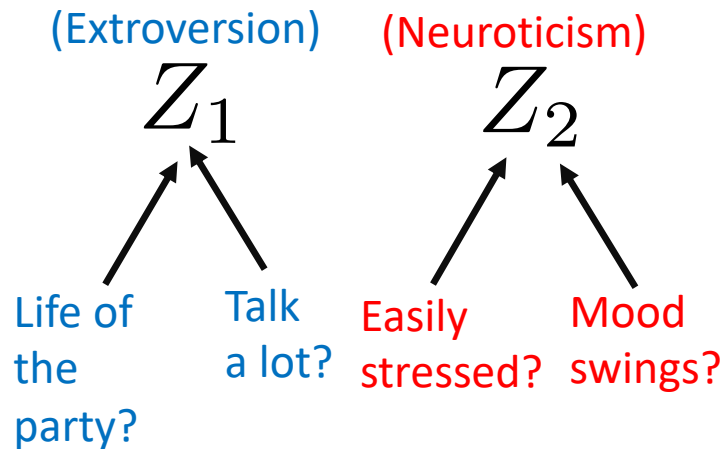 (Extroversion)
(Neuroticism)
Z₁
Z₂
Life of
the
party?
Talk
a lot?
Easily
stressed?
Mood
swings?